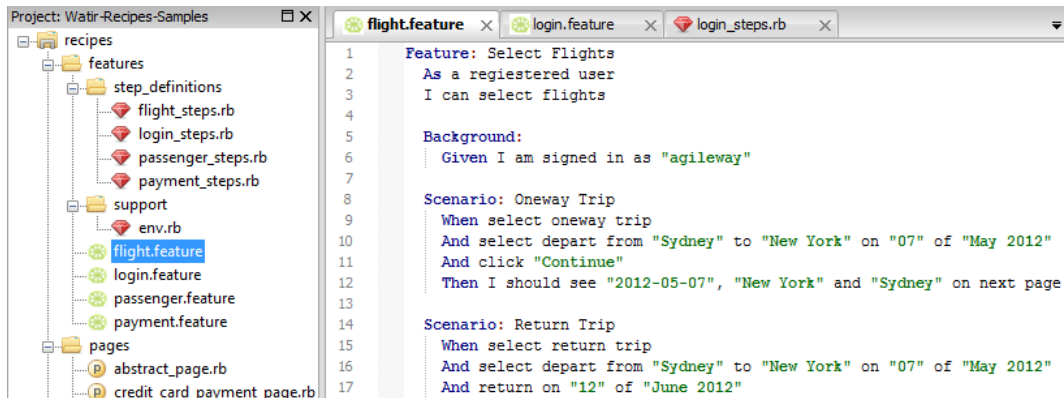 Project: Watir-Recipes-Samples
recipes
features
step_definitions
flight_steps.rb
login_steps.rb
passenger_steps.rb
payment_steps.rb
support
env.rb
flight.feature
login.feature
passenger.feature
payment.feature
pages
abstract_page.rb
credit_card_payment_page.rb
flight.feature
login.feature
login_steps.rb
1 Feature: Select Flights
2 As a regiestered user
3 I can select flights
4
5 Background:
6 Given I am signed in as "agileway"
7
8 Scenario: Oneway Trip
9 When select oneway trip
10 And select depart from "Sydney" to "New York" on "07" of "May 2012"
11 And click "Continue"
12 Then I should see "2012-05-07", "New York" and "Sydney" on next page
13
14 Scenario: Return Trip
15 When select return trip
16 And select depart from "Sydney" to "New York" on "07" of "May 2012"
17 And return on "12" of "June 2012"